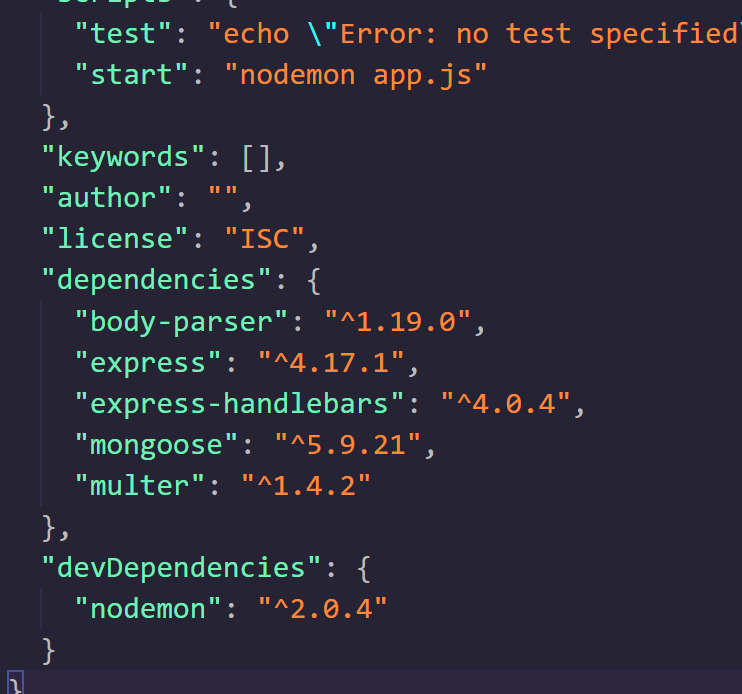 "scripts": {
"test": "echo \"Error: no test specified\
"start": "nodemon app.js"
},
"keywords": [],
"author": "",
"license": "ISC",
"dependencies": {
"body-parser": "^1.19.0",
"express": "^4.17.1",
"express-handlebars": "^4.0.4",
"mongoose": "^5.9.21",
"multer": "^1.4.2"
},
"devDependencies": {
"nodemon": "^2.0.4"
}
}